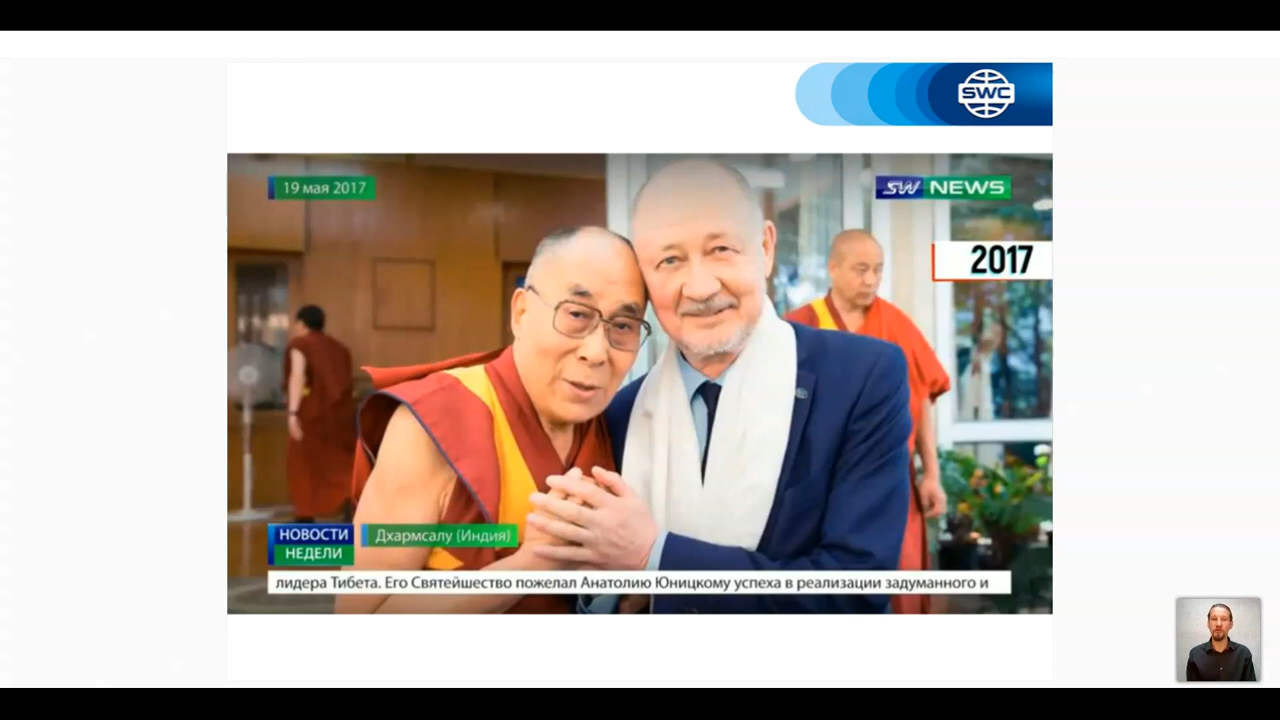 SWC
19 мая 2017
SW NEWS
2017
НОВОСТИ
НЕДЕЛИ
Дхармсалу (Индия)
лидера Тибета. Его Святейшество пожелал Анатолию Юницкому успеха в реализации задуманного и